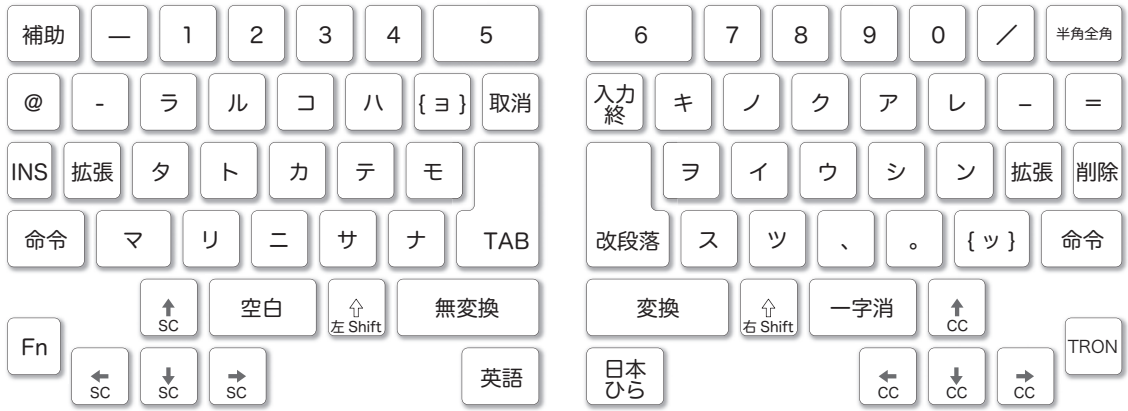 補助 — 1 2 3 4 5 6 7 8 9 0 ／ 半角全角
@ - ラ ル コ ハ { ョ } 取消 入力終 キ ノ ク ア レ − =
INS 拡張 タ ト カ テ モ ヲ イ ウ シ ン 拡張 削除
命令 マ リ ニ サ ナ TAB 改段落 ス ツ 、 。 { ッ } 命令
↑ SC 空白 ⇧ 左 Shift 無変換 変換 ⇧ 右 Shift 一字消 ↑ CC
Fn ← SC ↓ SC → SC 英語 日本ひら ← CC ↓ CC → CC TRON